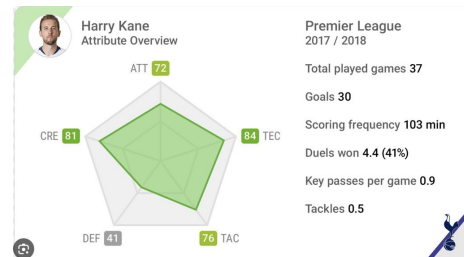 Harry Kane
Attribute Overview
ATT 72
CRE 81
84 TEC
DEF 41
76 TAC
Premier League
2017 / 2018
Total played games 37
Goals 30
Scoring frequency 103 min
Duels won 4.4 (41%)
Key passes per game 0.9
Tackles 0.5